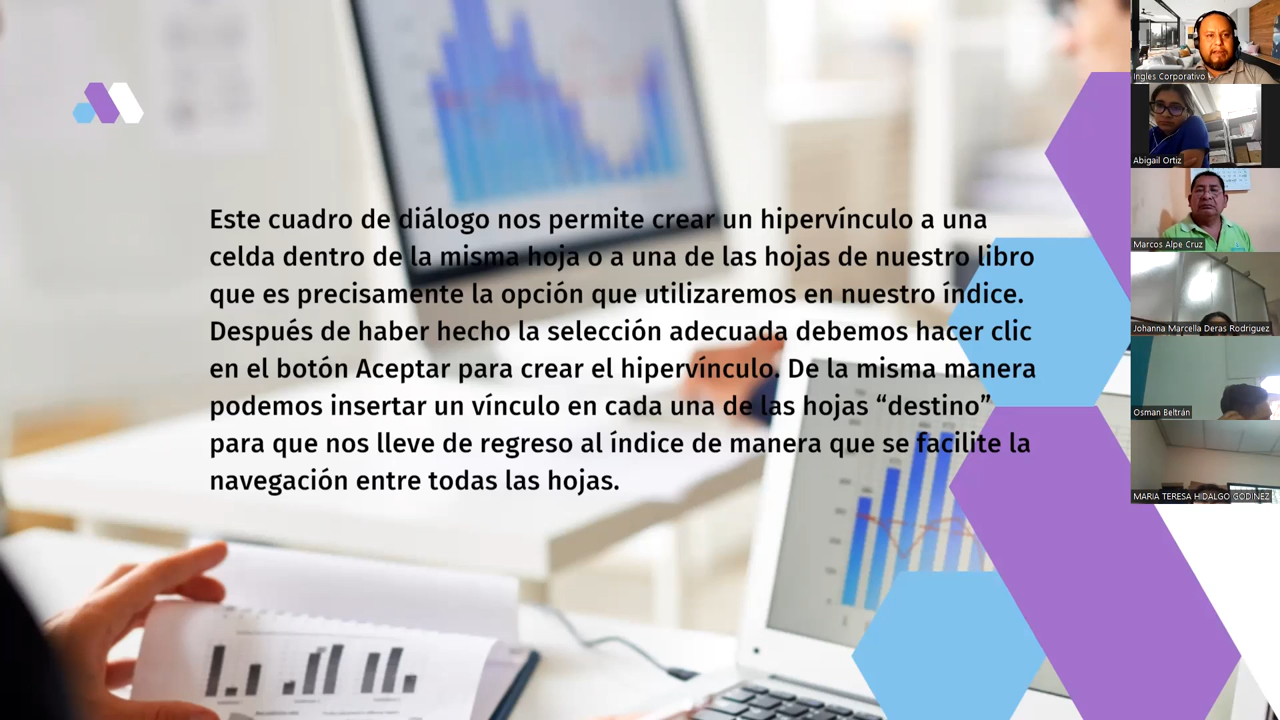 Este cuadro de diálogo nos permite crear un hipervínculo a una
celda dentro de la misma hoja o a una de las hojas de nuestro libro
que es precisamente la opción que utilizaremos en nuestro índice.
Después de haber hecho la selección adecuada debemos hacer clic
en el botón Aceptar para crear el hipervínculo. De la misma manera
podemos insertar un vínculo en cada una de las hojas “destino”
para que nos lleve de regreso al índice de manera que se facilite la
navegación entre todas las hojas.
Ingles Corporativo
Abigail Ortiz
Marcos Alpe Cruz
Johanna Marcella Deras Rodriguez
Osman Beltrán
MARIA TERESA HIDALGO GODINEZ